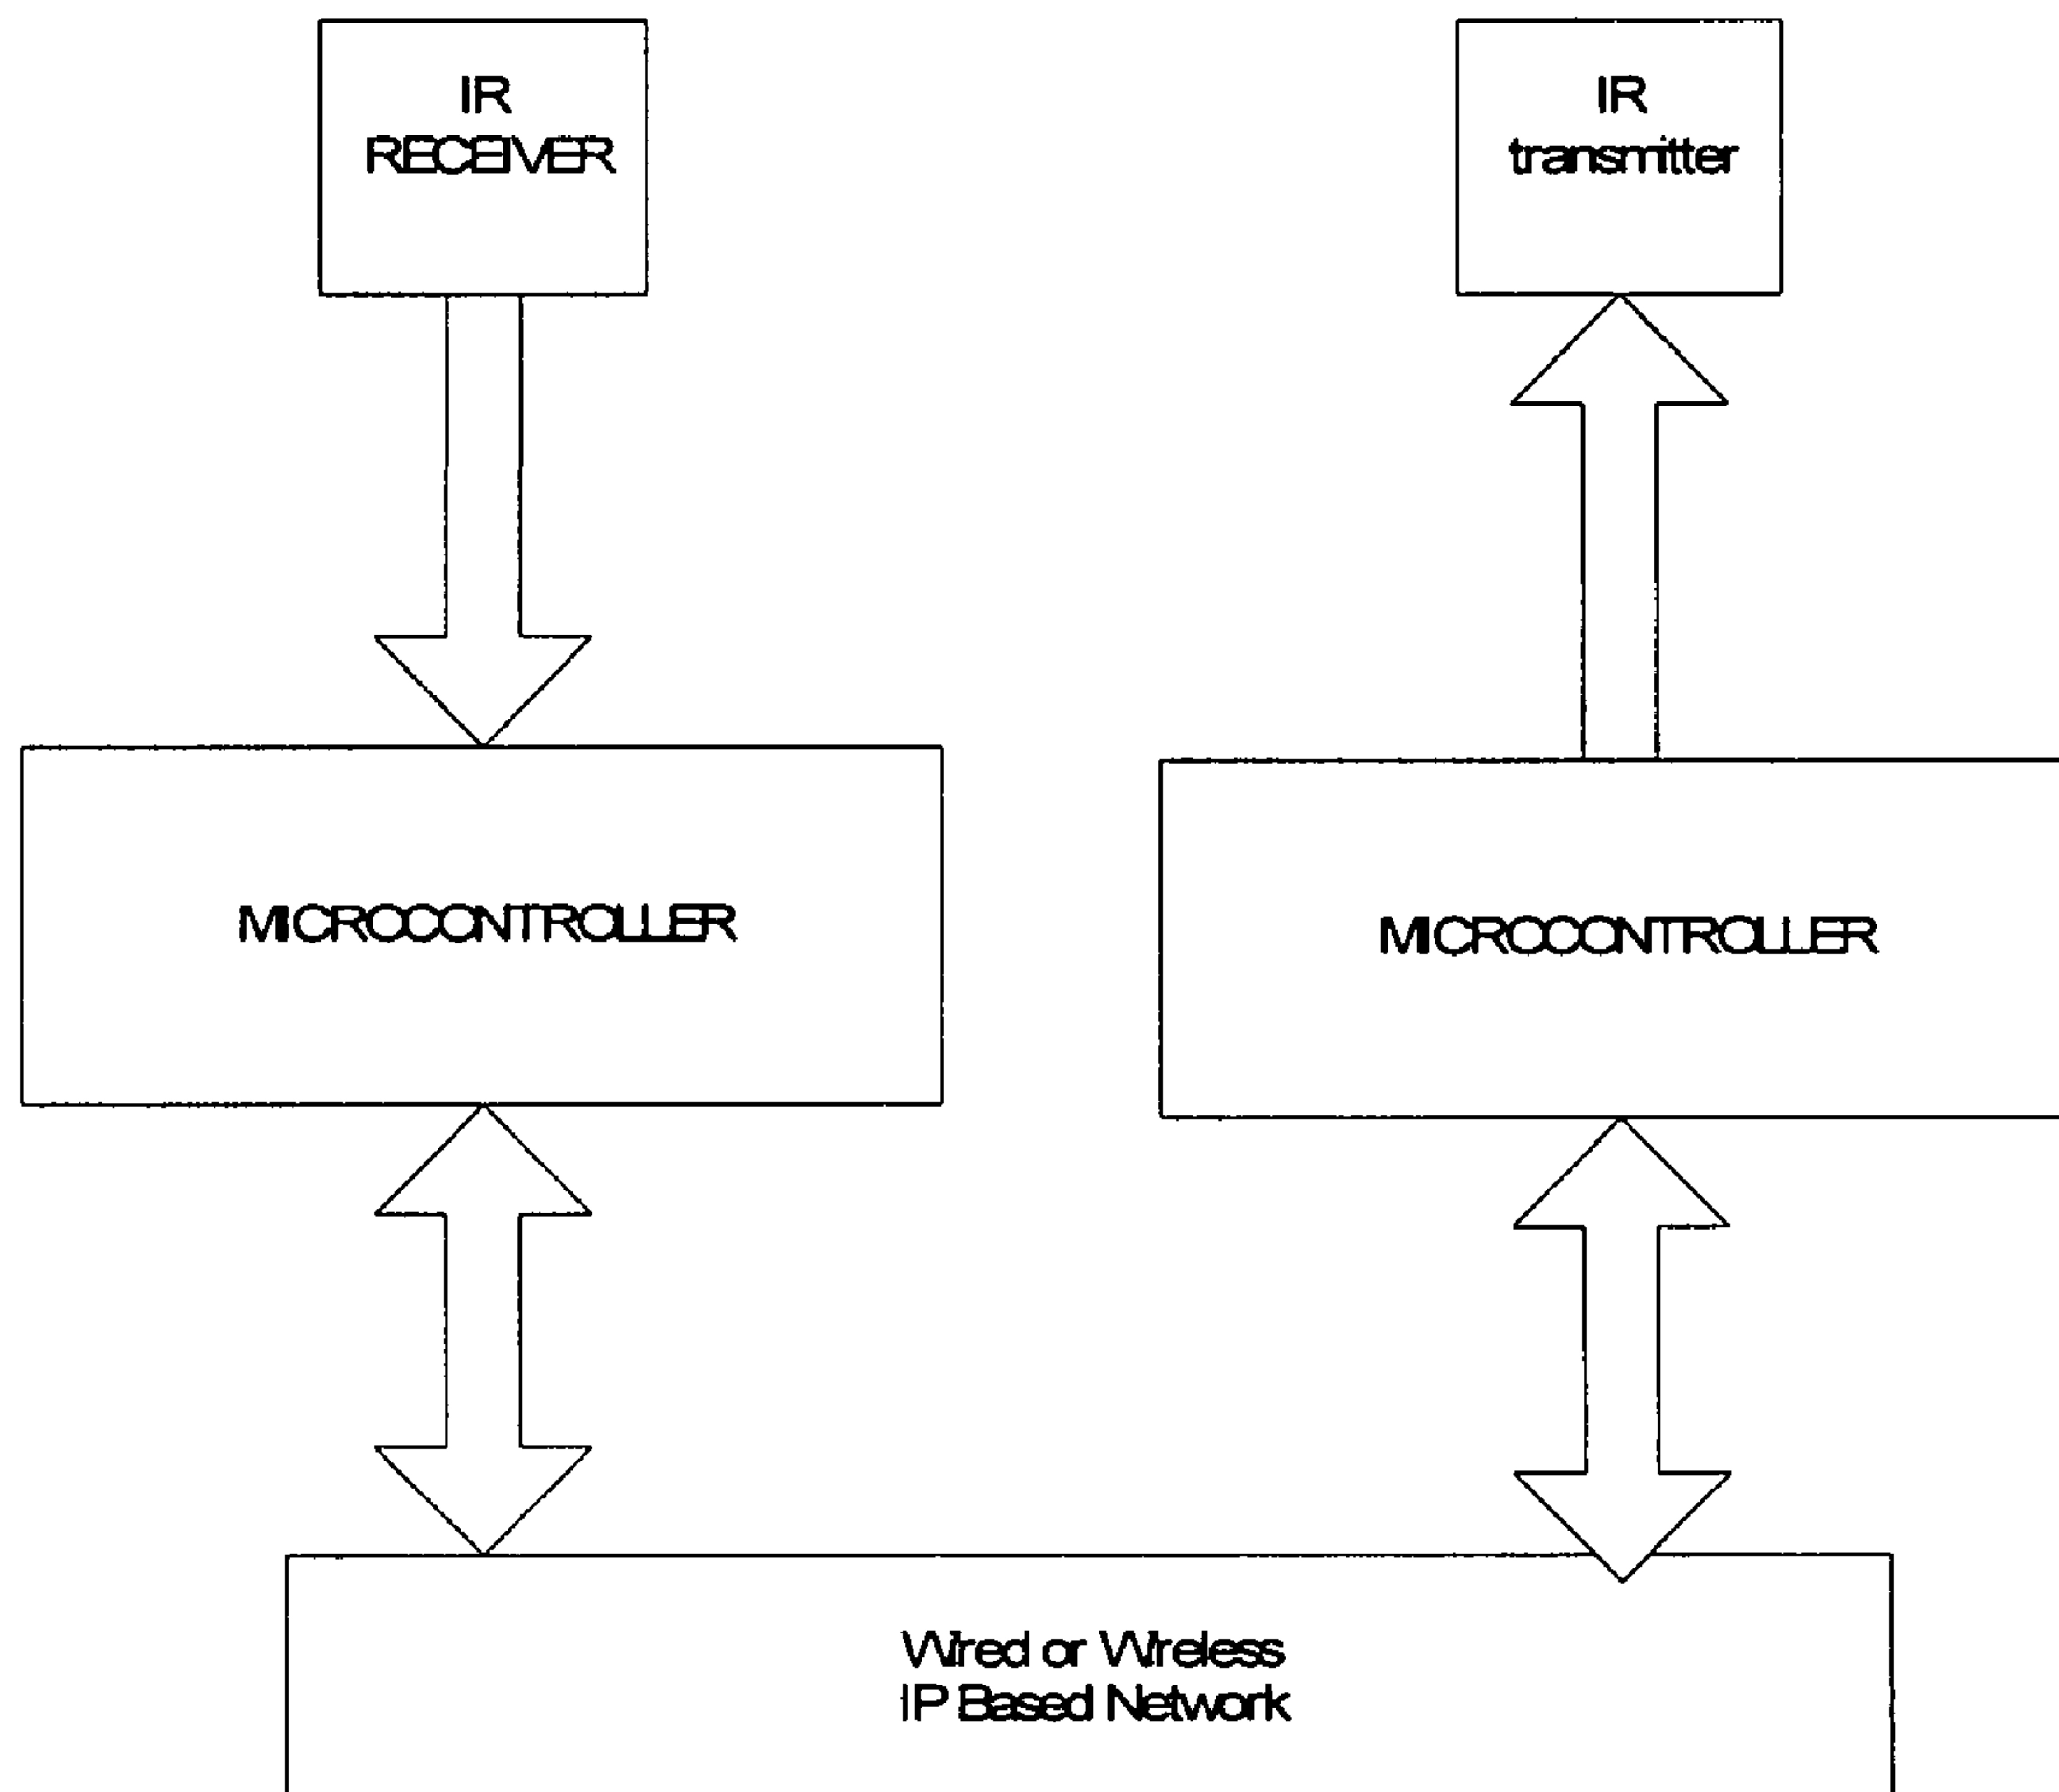 IR
RECEIVER
IR
transmitter
MICROCONTROLLER
MICROCONTROLLER
Wired or Wireless
IP Based Network